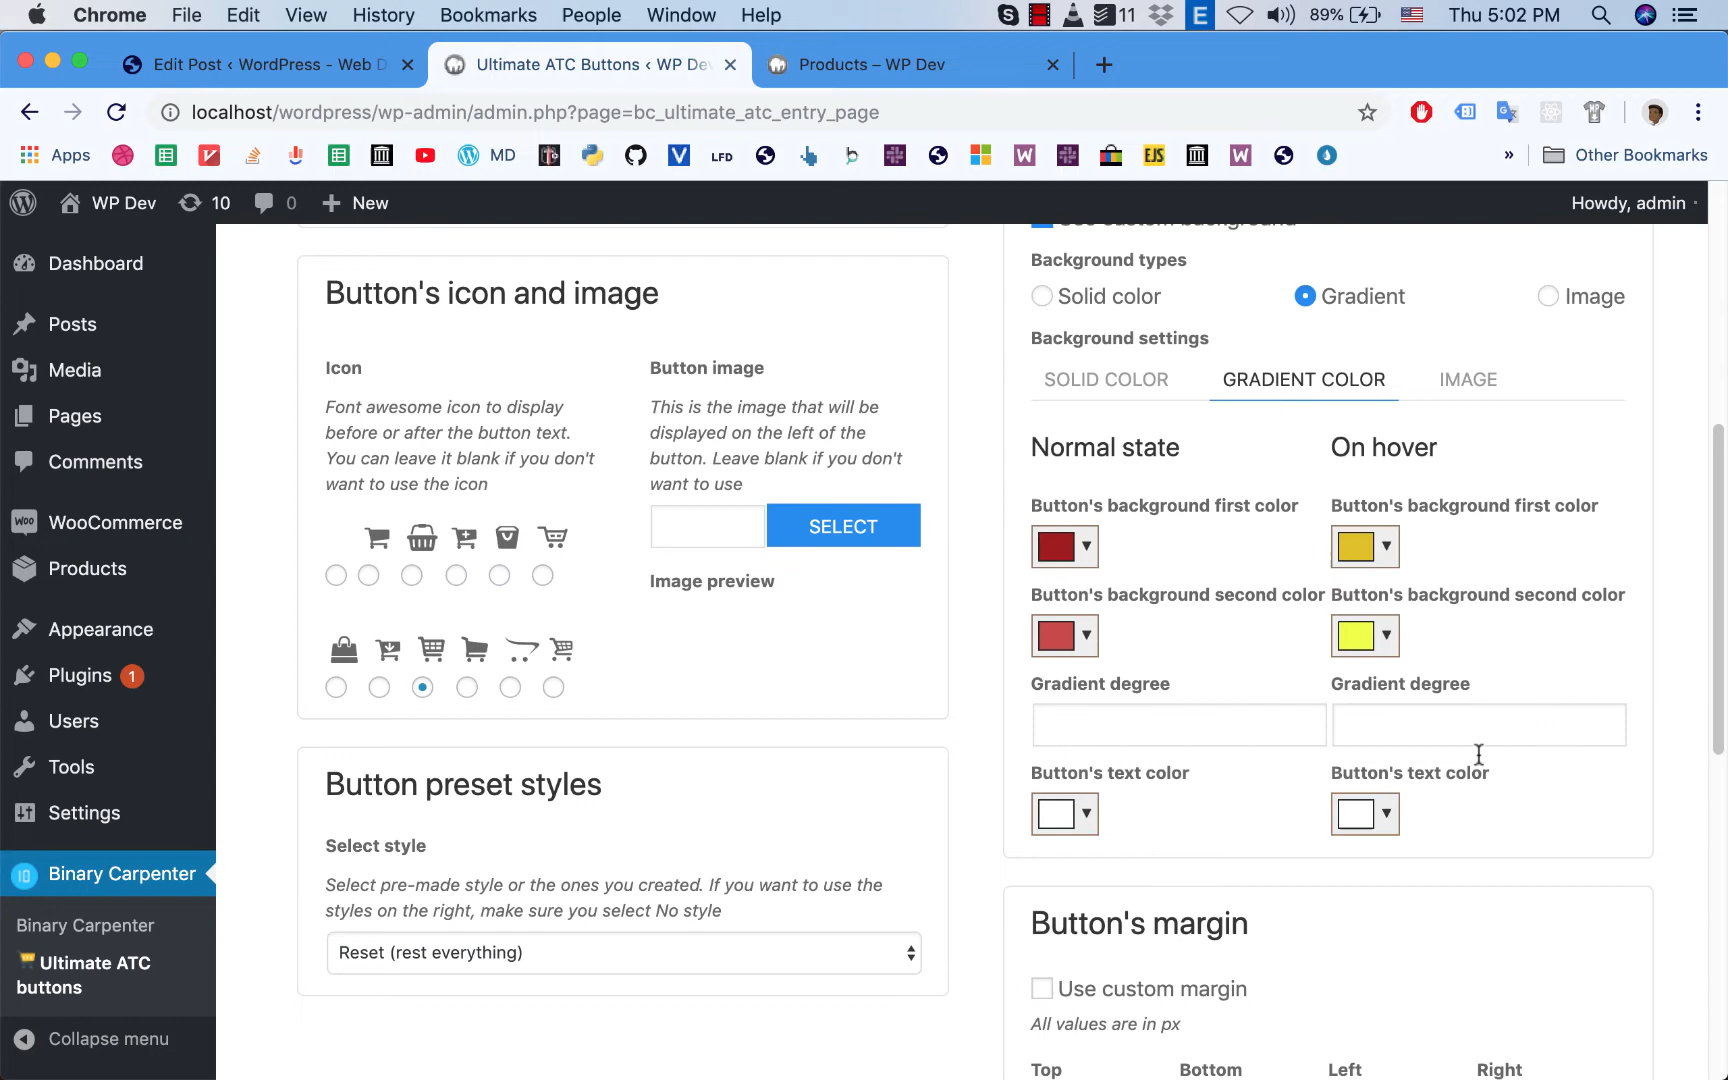 Chrome File Edit View History Bookmarks People Window Help 11 E 89% Thu 5:02 PM
Edit Post ‹ WordPress - Web D
Ultimate ATC Buttons ‹ WP Dev
Products – WP Dev
localhost/wordpress/wp-admin/admin.php?page=bc_ultimate_atc_entry_page
Apps MD LFD V W EJS W » Other Bookmarks
WP Dev 10 0 New Howdy, admin
Dashboard
Posts
Media
Pages
Comments
WooCommerce
Products
Appearance
Plugins 1
Users
Tools
Settings
Binary Carpenter
Binary Carpenter
Ultimate ATC
buttons
Collapse menu
Button's icon and image
Icon
Font awesome icon to display
before or after the button text.
You can leave it blank if you don't
want to use the icon
Button image
This is the image that will be
displayed on the left of the
button. Leave blank if you don't
want to use
SELECT
Image preview
Button preset styles
Select style
Select pre-made style or the ones you created. If you want to use the
styles on the right, make sure you select No style
Reset (rest everything)
Use custom background
Background types
Solid color Gradient Image
Background settings
SOLID COLOR GRADIENT COLOR IMAGE
Normal state On hover
Button's background first color Button's background first color
Button's background second color Button's background second color
Gradient degree Gradient degree
Button's text color Button's text color
Button's margin
Use custom margin
All values are in px
Top Bottom Left Right